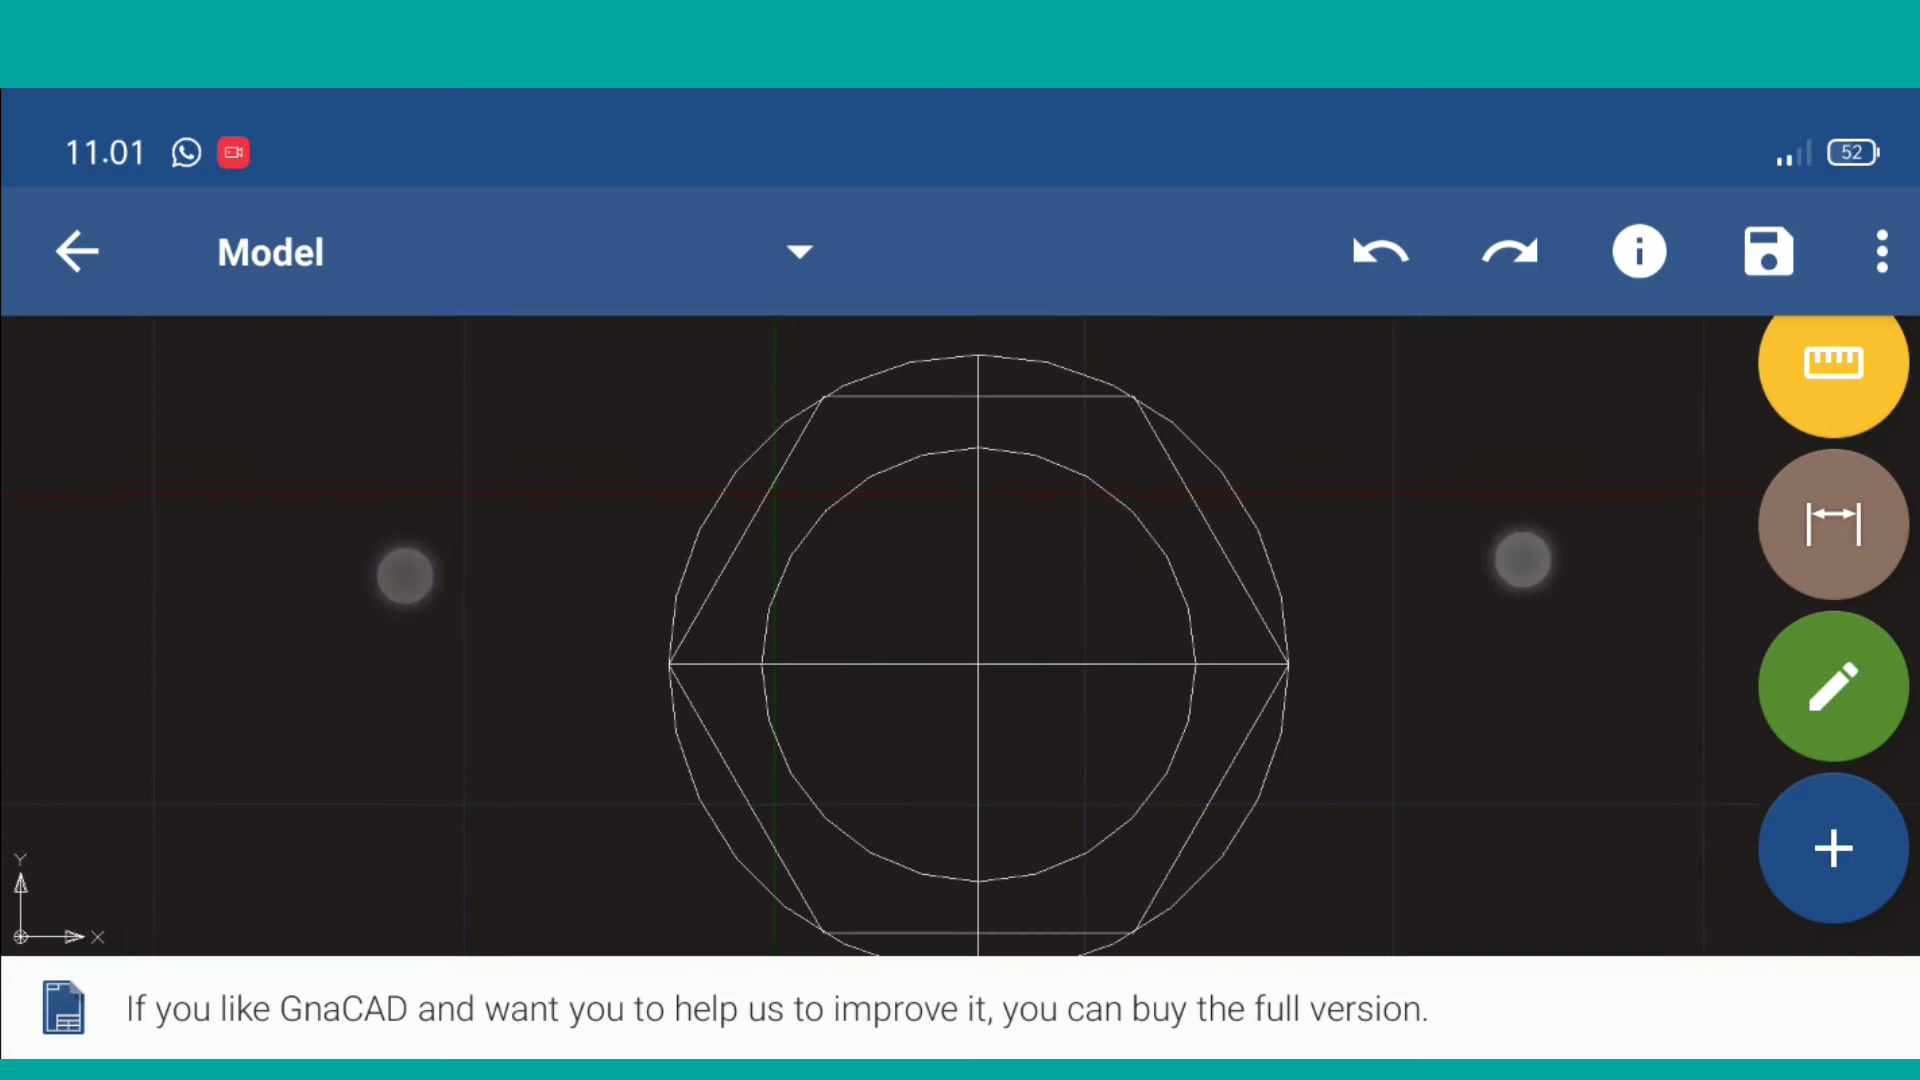 11.01
52
Model
Y
X
If you like GnaCAD and want you to help us to improve it, you can buy the full version.